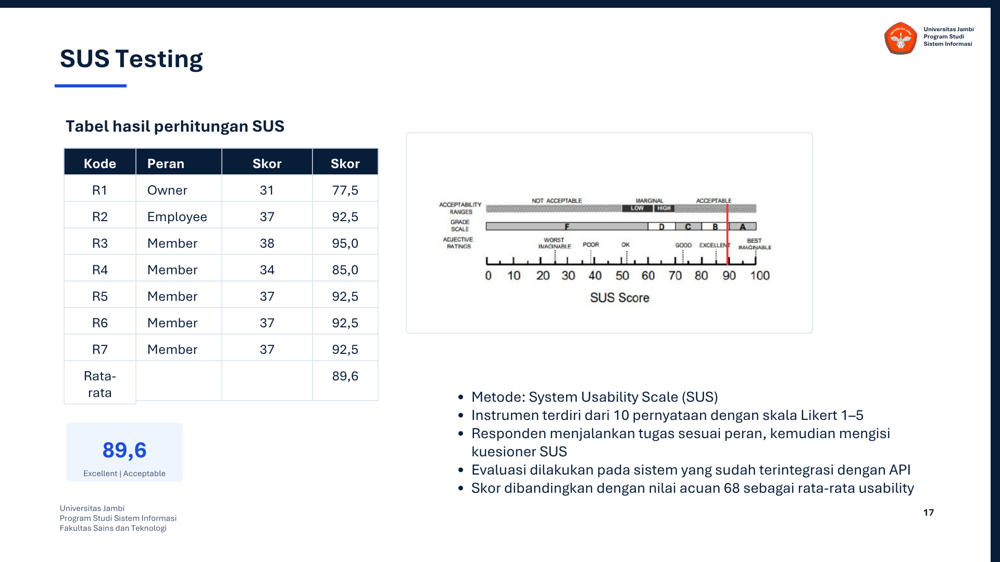 Universitas Jambi
Program Studi
Sistem Informasi
SUS Testing
Tabel hasil perhitungan SUS
Kode Peran Skor Skor
R1 Owner 31 77,5
R2 Employee 37 92,5
R3 Member 38 95,0
R4 Member 34 85,0
R5 Member 37 92,5
R6 Member 37 92,5
R7 Member 37 92,5
Rata- 89,6
rata
89,6
Excellent | Acceptable
NOT ACCEPTABLE MARGINAL ACCEPTABLE
ACCEPTABILITY
RANGES
LOW HIGH
GRADE
SCALE
F D C B A
ADJECTIVE
RATINGS
WORST
IMAGINABLE
POOR
OK
GOOD
EXCELLENT
BEST
IMAGINABLE
0 10 20 30 40 50 60 70 80 90 100
SUS Score
• Metode: System Usability Scale (SUS)
• Instrumen terdiri dari 10 pernyataan dengan skala Likert 1–5
• Responden menjalankan tugas sesuai peran, kemudian mengisi
kuesioner SUS
• Evaluasi dilakukan pada sistem yang sudah terintegrasi dengan API
• Skor dibandingkan dengan nilai acuan 68 sebagai rata-rata usability
Universitas Jambi
Program Studi Sistem Informasi
Fakultas Sains dan Teknologi
17